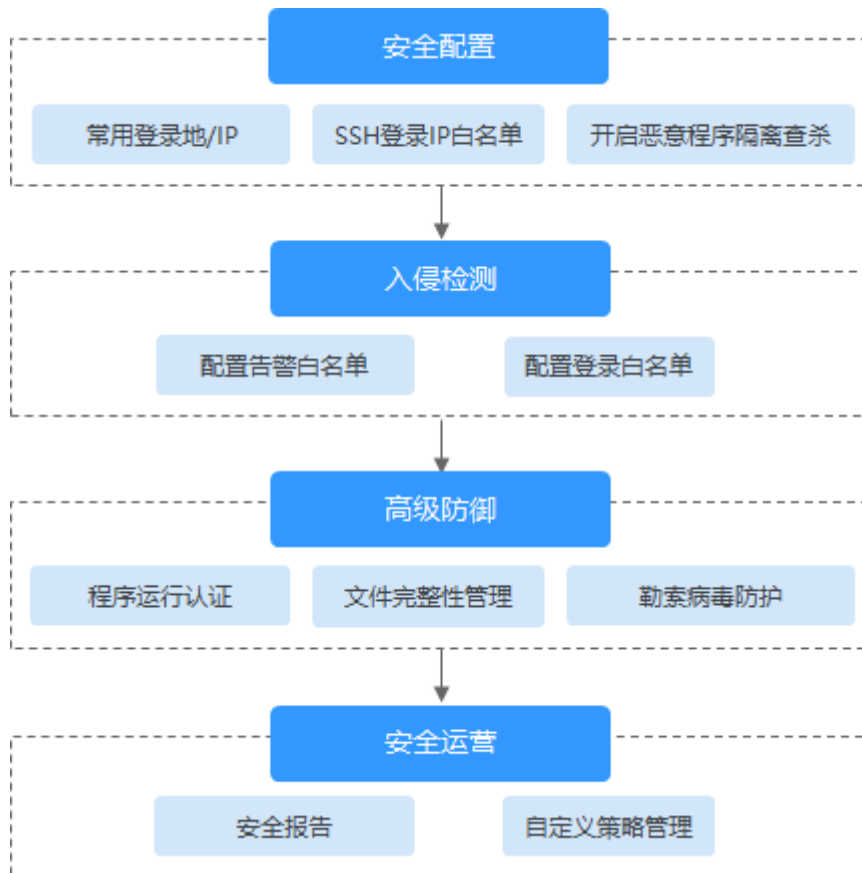 安全配置
常用登录地/IP
SSH登录IP白名单
开启恶意程序隔离查杀
入侵检测
配置告警白名单
配置登录白名单
高级防御
程序运行认证
文件完整性管理
勒索病毒防护
安全运营
安全报告
自定义策略管理